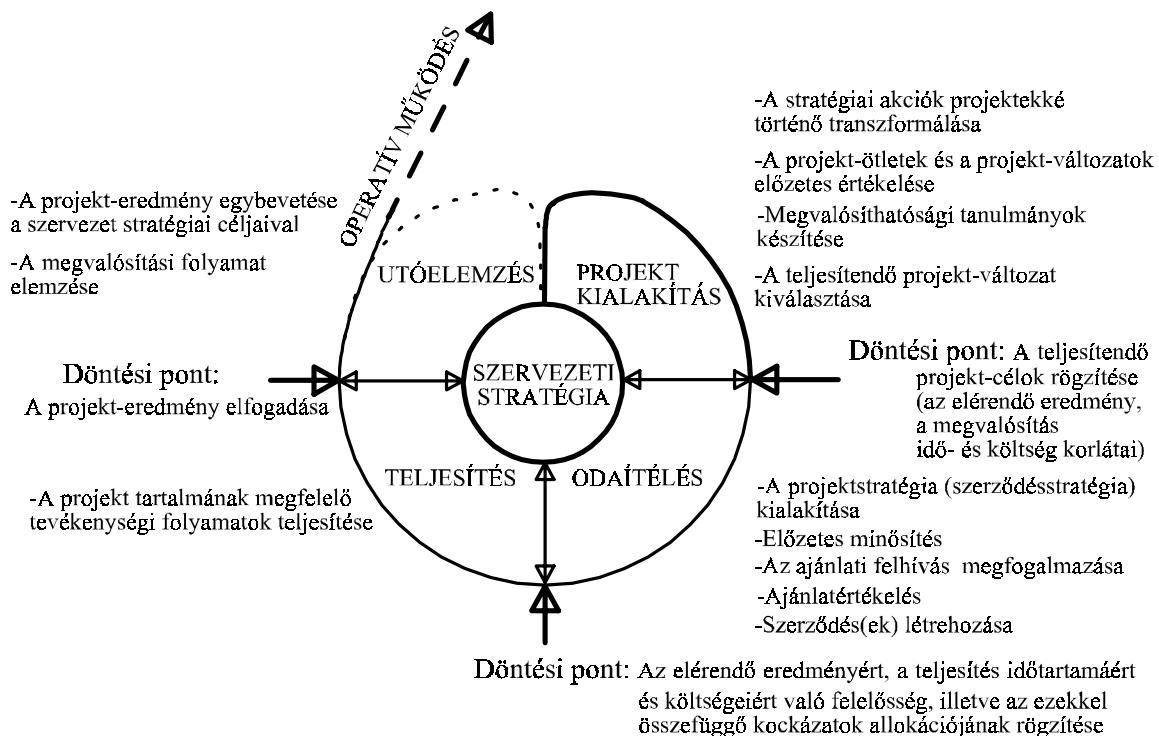 OPERATÍV MŰKÖDÉS
-A stratégiai akciók projektekké
történő transzformálása
-A projekt-ötletek és a projekt-változatok
előzetes értékelése
-Megvalósíthatósági tanulmányok
készítése
-A teljesítendő projekt-változat
kiválasztása
-A projekt-eredmény egybevetése
a szervezet stratégiai céljaival
-A megvalósítási folyamat
elemzése
UTÓELEMZÉS
PROJEKT
KIALAKÍTÁS
Döntési pont:
A projekt-eredmény elfogadása
SZERVEZETI
STRATÉGIA
Döntési pont: A teljesítendő
projekt-célok rögzítése
(az elérendő eredmény,
a megvalósítás
idő- és költség korlátai)
TELJESÍTÉS
ODAÍTÉLÉS
-A projekt tartalmának megfelelő
tevékenységi folyamatok teljesítése
-A projektstratégia (szerződésstratégia)
kialakítása
-Előzetes minősítés
-Az ajánlati felhívás megfogalmazása
-Ajánlatértékelés
-Szerződés(ek) létrehozása
Döntési pont: Az elérendő eredményért, a teljesítés időtartamáért
és költségeiért való felelősség, illetve az ezekkel
összefüggő kockázatok allokációjának rögzítése